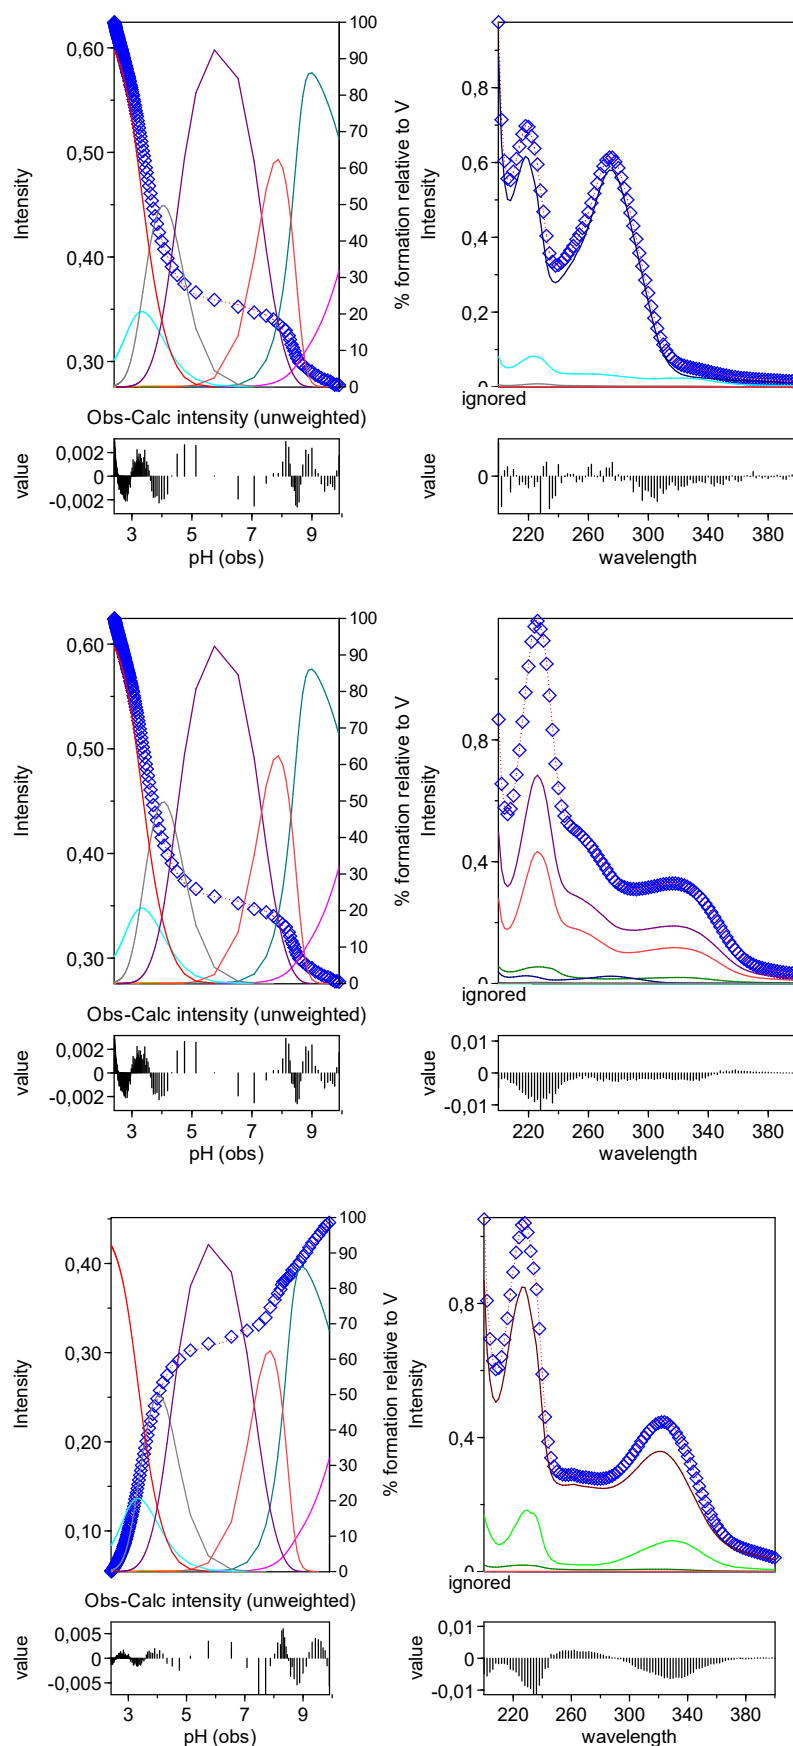 0,60
0,50
0,40
0,30
Intensity
100
90
80
70
60
50
40
30
20
10
0
% formation relative to V
Obs-Calc intensity (unweighted)
0,002
0
-0,002
value
3 5 7 9
pH (obs)
0.8
0,6
0,4
0,2
0
Intensity
ignored
0
value
220 260 300 340 380
wavelength
0,60
0,50
0,40
0,30
Intensity
100
90
80
70
60
50
40
30
20
10
0
% formation relative to V
Obs-Calc intensity (unweighted)
0,002
0
-0,002
value
3 5 7 9
pH (obs)
0,8
0,4
0
Intensity
ignored
0,01
0
-0,01
value
220 260 300 340 380
wavelength
0,40
0,30
0,20
0,10
Intensity
100
90
80
70
60
50
40
30
20
10
0
% formation relative to V
Obs-Calc intensity (unweighted)
0,005
0
-0,005
value
3 5 7 9
pH (obs)
0,8
0,4
0
Intensity
ignored
0,01
0
-0,01
value
220 260 300 340 380
wavelength